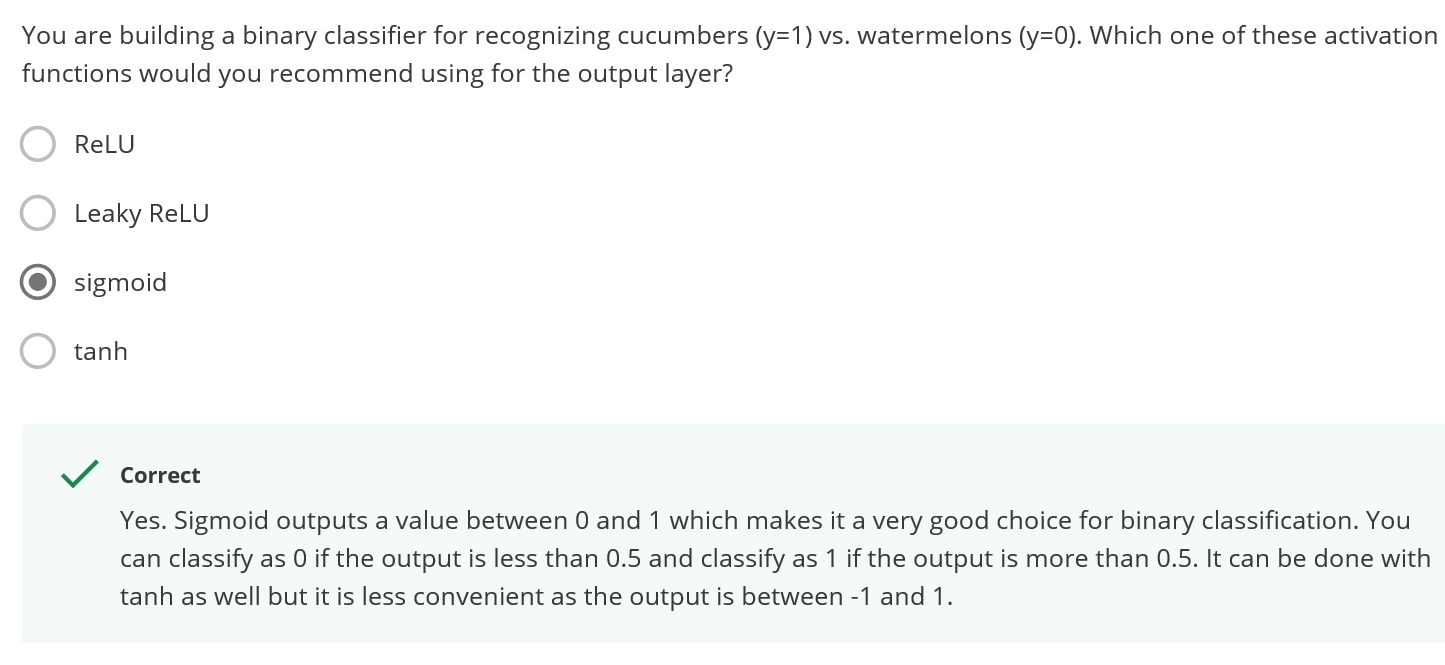 You are building a binary classifier for recognizing cucumbers (y=1) vs. watermelons (y=0). Which one of these activation
functions would you recommend using for the output layer?
ReLU
Leaky ReLU
sigmoid
tanh
Correct
Yes. Sigmoid outputs a value between 0 and 1 which makes it a very good choice for binary classification. You
can classify as 0 if the output is less than 0.5 and classify as 1 if the output is more than 0.5. It can be done with
tanh as well but it is less convenient as the output is between -1 and 1.